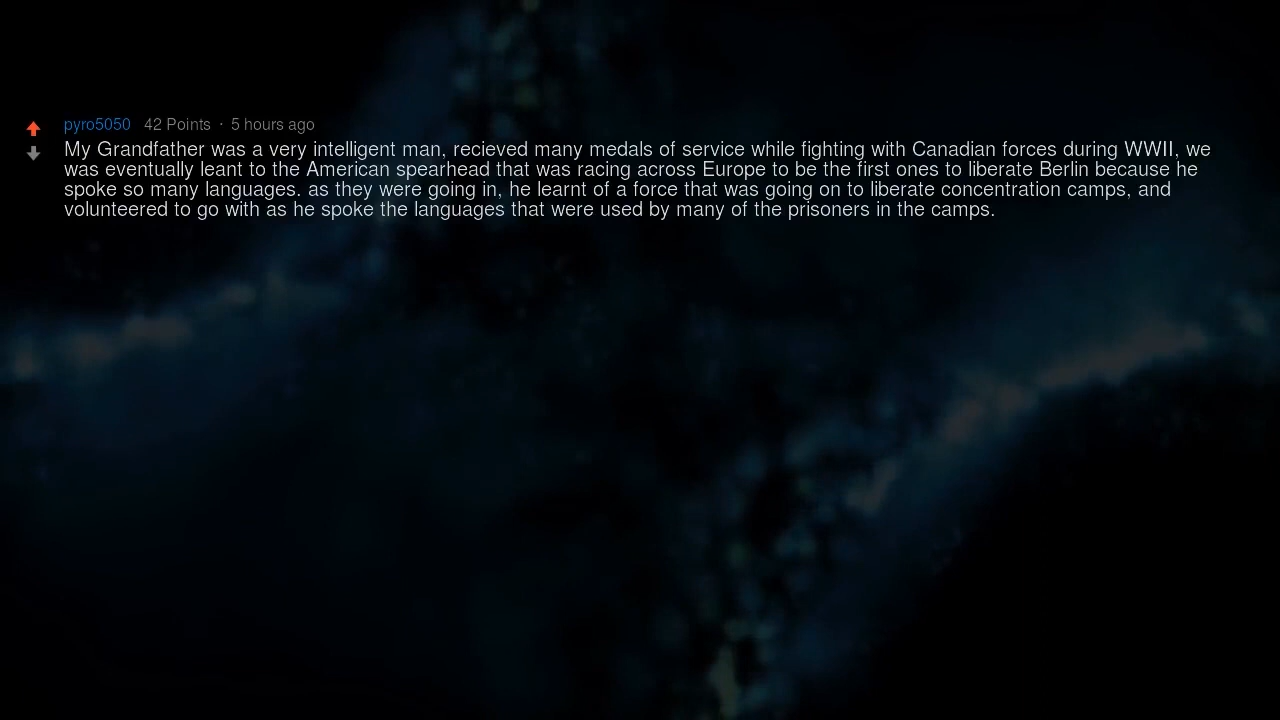 pyro5050 42 Points · 5 hours ago
My Grandfather was a very intelligent man, recieved many medals of service while fighting with Canadian forces during WWII, we
was eventually leant to the American spearhead that was racing across Europe to be the first ones to liberate Berlin because he
spoke so many languages. as they were going in, he learnt of a force that was going on to liberate concentration camps, and
volunteered to go with as he spoke the languages that were used by many of the prisoners in the camps.